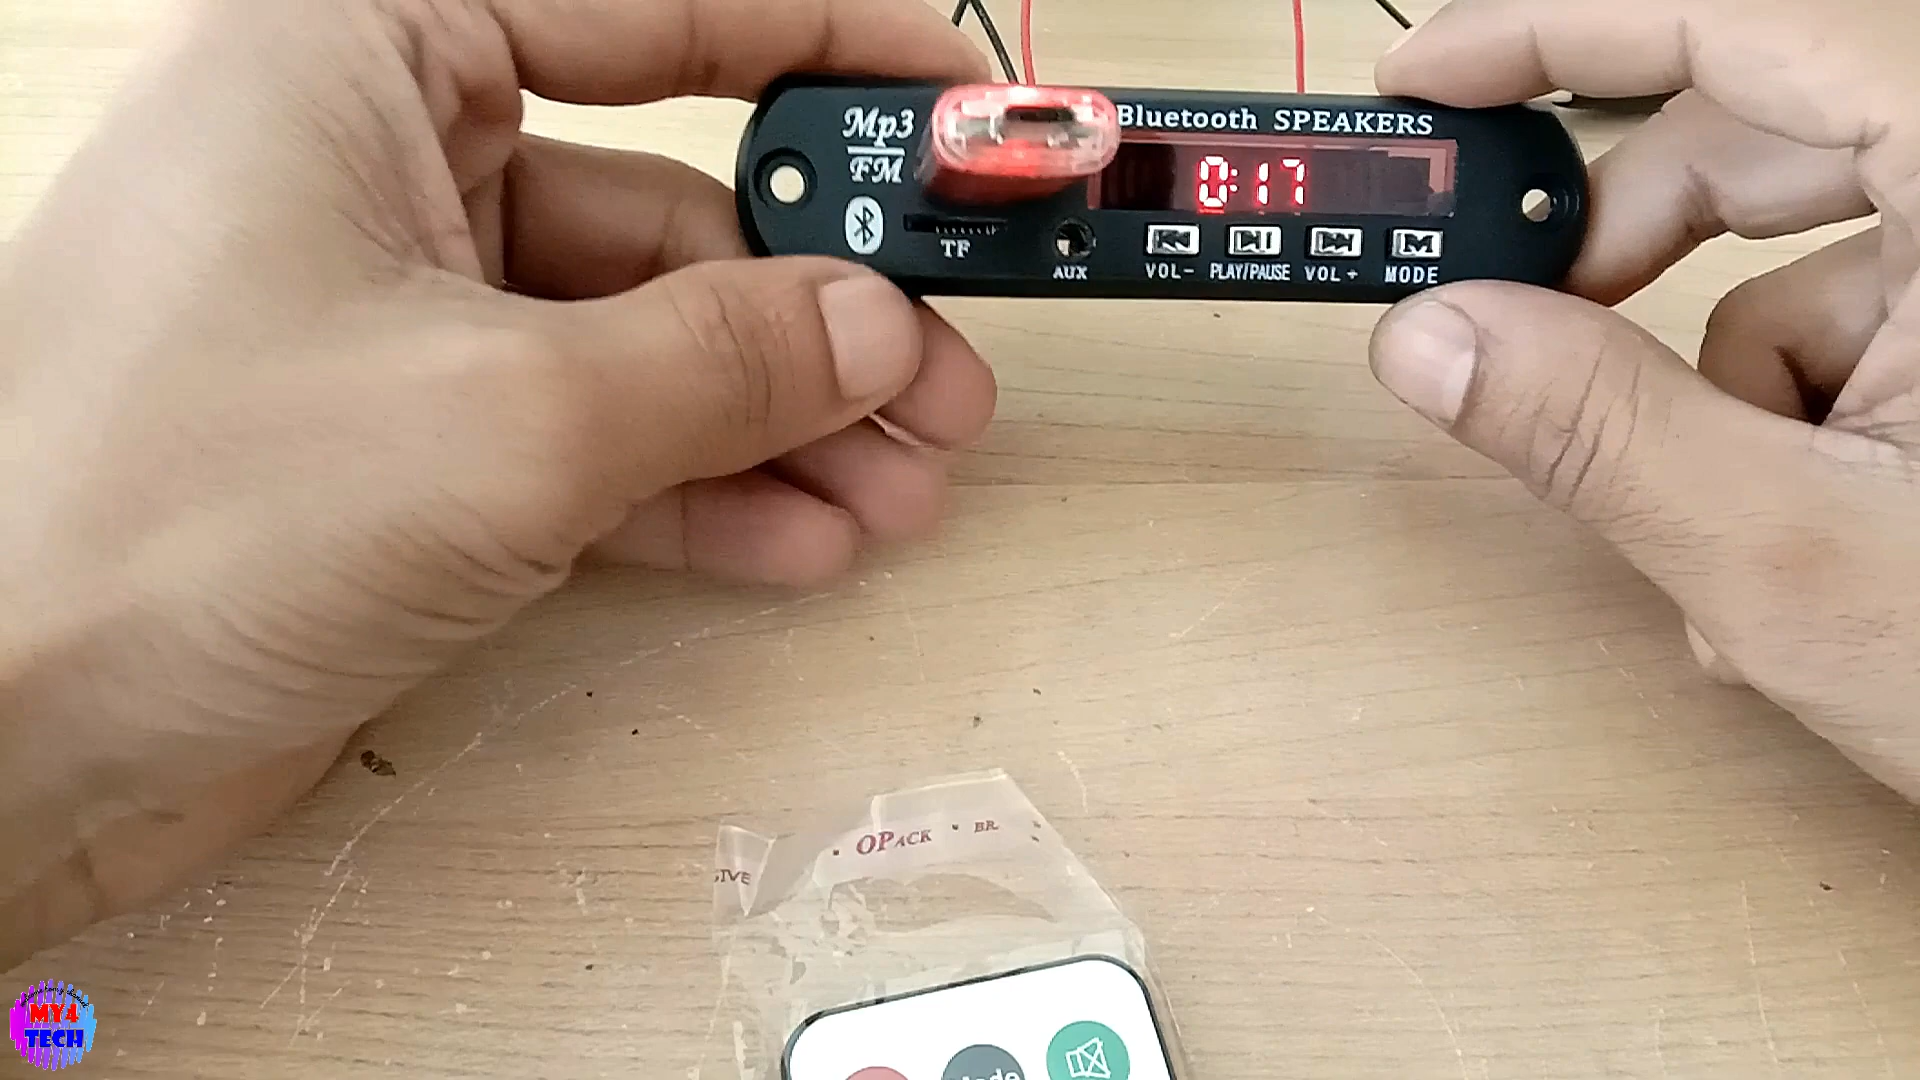 Mp3
FM
Bluetooth SPEAKERS
0:17
TF
AUX
VOL-
PLAY/PAUSE
VOL+
M
MODE
OPACK
BR
MY4
TECH